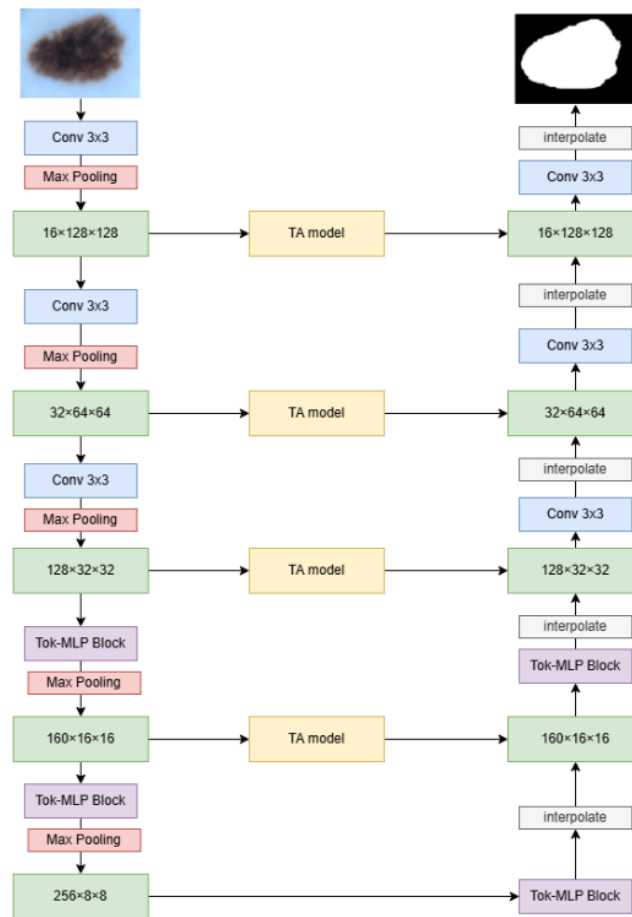 Conv 3x3
Max Pooling
16×128×128
Conv 3x3
Max Pooling
32×64×64
Conv 3x3
Max Pooling
128×32×32
Tok-MLP Block
Max Pooling
160×16×16
Tok-MLP Block
Max Pooling
256×8×8
TA model
TA model
TA model
TA model
interpolate
Conv 3x3
16×128×128
interpolate
Conv 3x3
32×64×64
interpolate
Conv 3x3
128×32×32
interpolate
Tok-MLP Block
160×16×16
interpolate
Tok-MLP Block